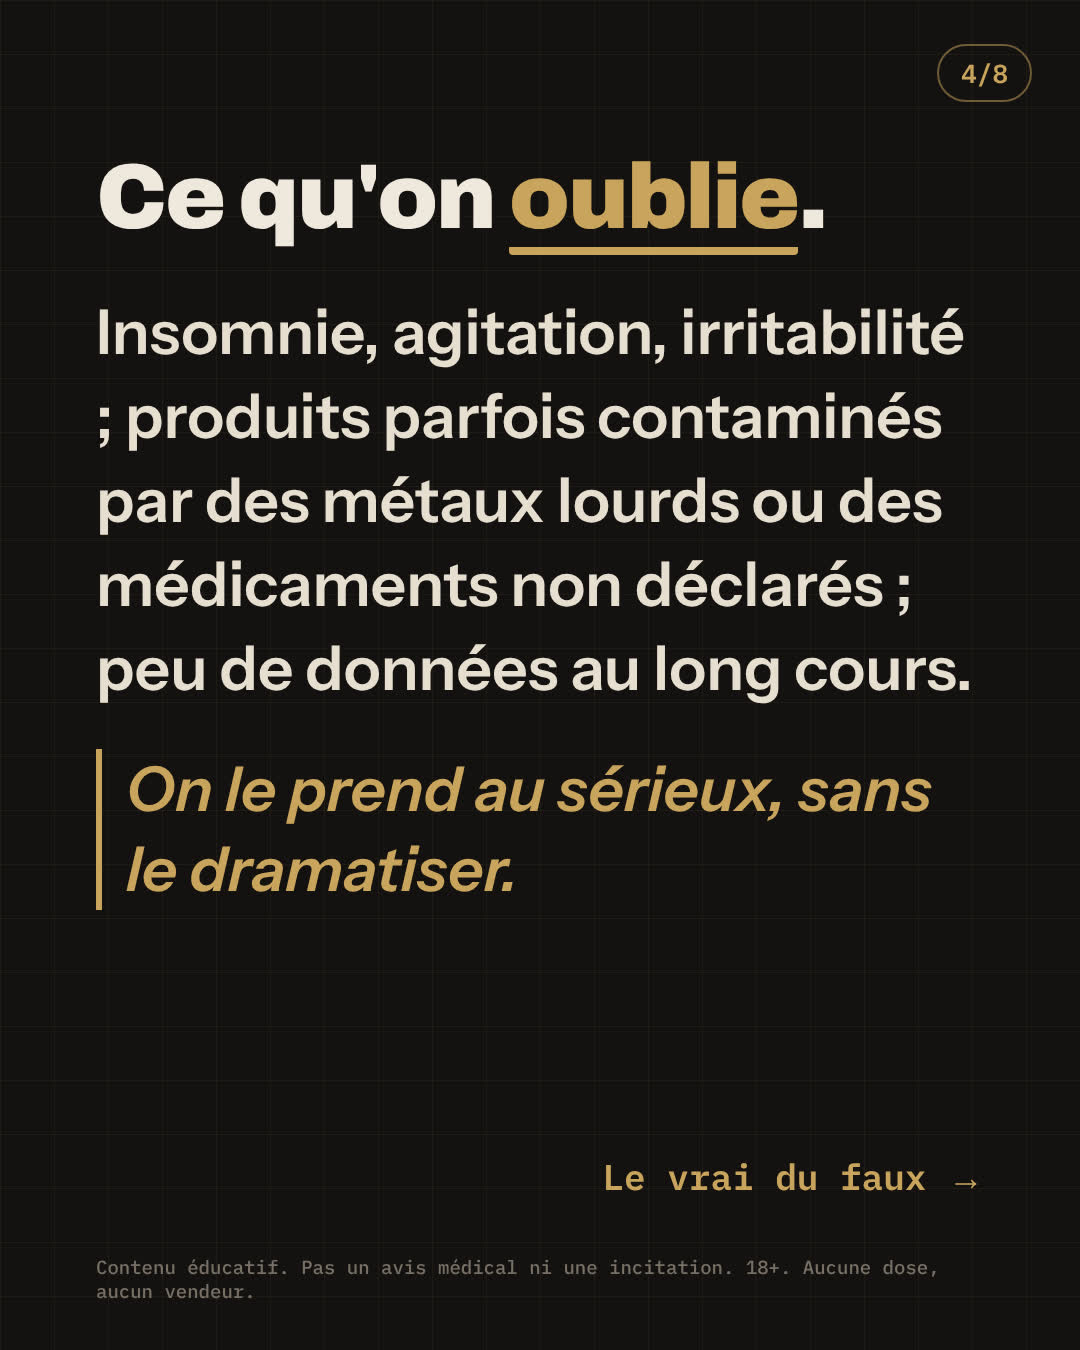 4/8
Ce qu'on oublie.
Insomnie, agitation, irritabilité
; produits parfois contaminés
par des métaux lourds ou des
médicaments non déclarés ;
peu de données au long cours.
On le prend au sérieux, sans
le dramatiser.
Le vrai du faux →
Contenu éducatif. Pas un avis médical ni une incitation. 18+. Aucune dose,
aucun vendeur.